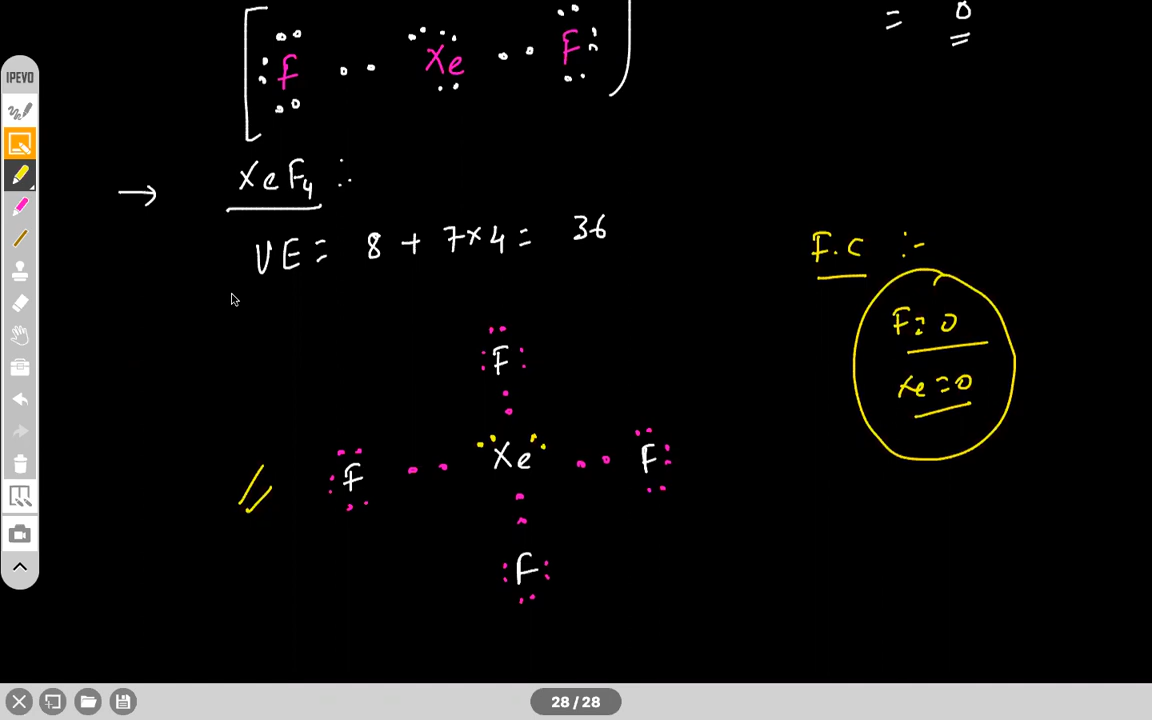 = 0
F Xe F
IPEVO
→ XeF₄ :
VE = 8 + 7×4 = 36
F.C :-
F = 0
Xe = 0
F
F Xe F
F
28 / 28